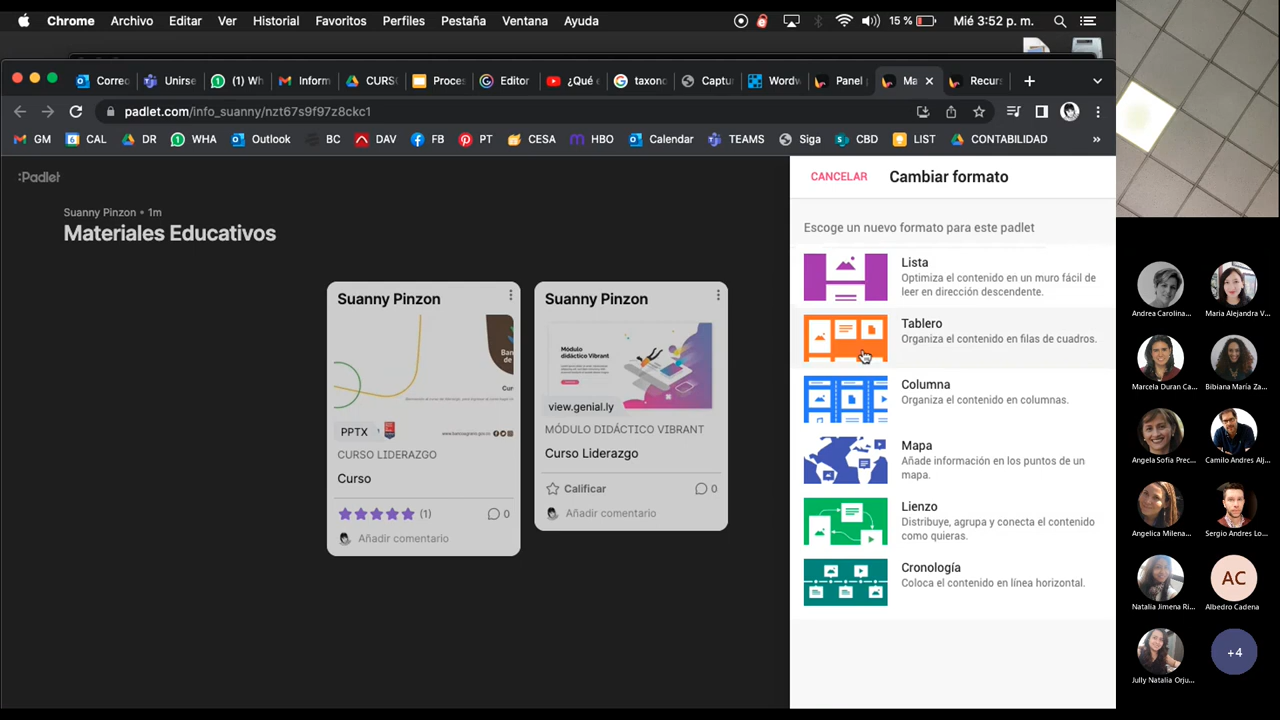 Chrome Archivo Editar Ver Historial Favoritos Perfiles Pestaña Ventana Ayuda 15 % Mié 3:52 p. m.
Correo Unirse (1) Wh Inform CURSO Proces Editor ¿Qué e taxono Captu Wordw Panel Ma Recurs
padlet.com/info_suanny/nzt67s9f97z8ckc1
GM CAL DR WHA Outlook BC DAV FB PT CESA HBO Calendar TEAMS Siga CBD LIST CONTABILIDAD »
:Padlet
Suanny Pinzon • 1m
Materiales Educativos
Suanny Pinzon
PPTX
CURSO LIDERAZGO
Curso
(1) 0
Añadir comentario
Suanny Pinzon
Módulo
didáctico Vibrant
view.genial.ly
MÓDULO DIDÁCTICO VIBRANT
Curso Liderazgo
Calificar 0
Añadir comentario
CANCELAR Cambiar formato
Escoge un nuevo formato para este padlet
Lista
Optimiza el contenido en un muro fácil de
leer en dirección descendente.
Tablero
Organiza el contenido en filas de cuadros.
Columna
Organiza el contenido en columnas.
Mapa
Añade información en los puntos de un
mapa.
Lienzo
Distribuye, agrupa y conecta el contenido
como quieras.
Cronología
Coloca el contenido en línea horizontal.
Andrea Carolina... Maria Alejandra V...
Marcela Duran Ca... Bibiana María Za...
Angela Sofia Prec... Camilo Andres Alj...
Angelica Milena... Sergio Andres Lo...
AC
Natalia Jimena Ri... Albedro Cadena
+4
Jully Natalia Orju...